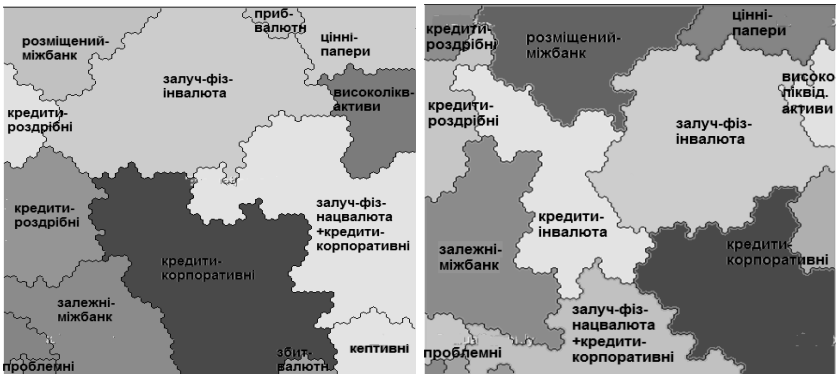 приб-
валютн
розміщений-
міжбанк
цінні-
папери
залуч-фіз-
інвалюта
високолікв-
активи
кредити-
роздрібні
кредити-
роздрібні
залуч-фіз-
нацвалюта
+кредити-
корпоративні
кредити-
корпоративні
залежні-
міжбанк
проблемні
збит-
валютн
кептивні
кредити-
роздрібні
розміщений-
міжбанк
цінні-
папери
високо
ліквід.
активи
кредити-
роздрібні
залуч-фіз-
інвалюта
кредити-
інвалюта
кредити-
корпоративні
залежні-
міжбанк
залуч-фіз-
нацвалюта
+кредити-
корпоративні
проблемні